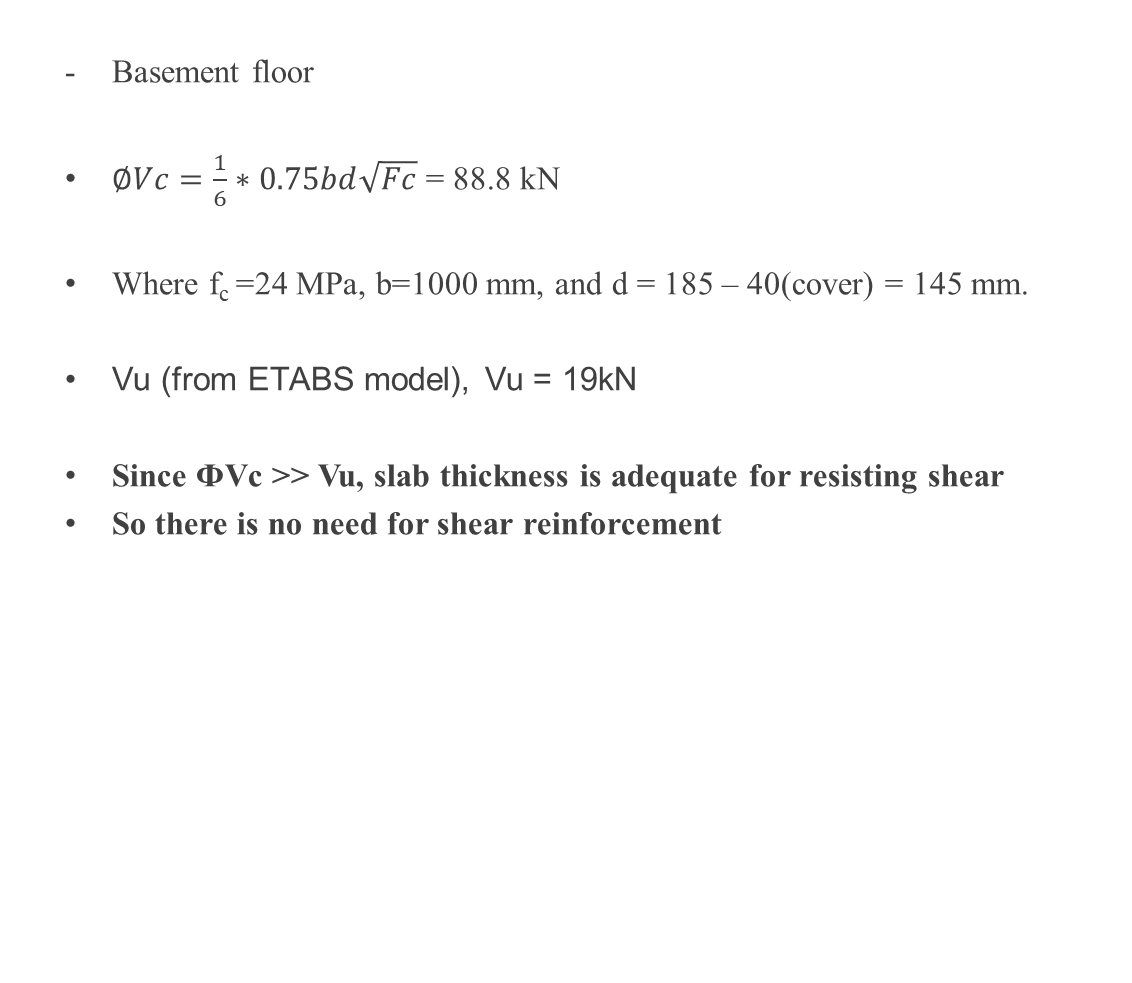 - Basement floor
• ∅Vc = 1/6 * 0.75bd√Fc = 88.8 kN
• Where fc =24 MPa, b=1000 mm, and d = 185 – 40(cover) = 145 mm.
• Vu (from ETABS model), Vu = 19kN
• Since ΦVc >> Vu, slab thickness is adequate for resisting shear
• So there is no need for shear reinforcement